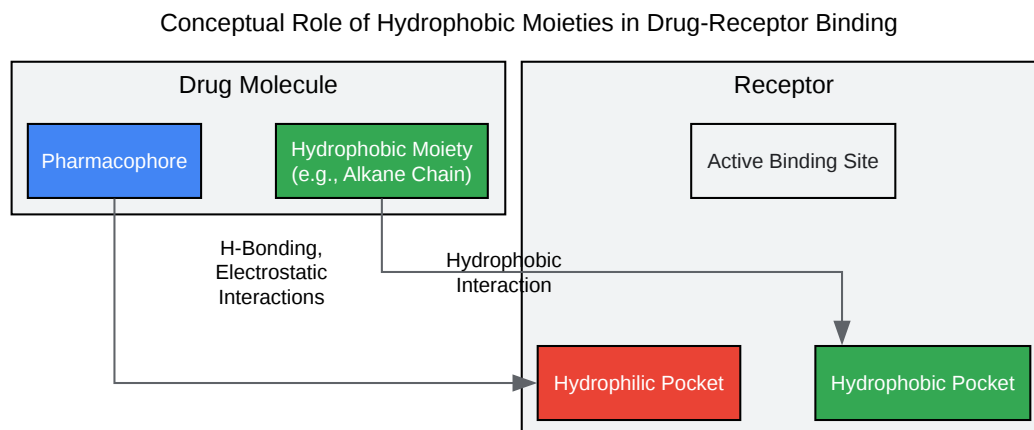 Conceptual Role of Hydrophobic Moieties in Drug-Receptor Binding
Drug Molecule
Receptor
Pharmacophore
Hydrophobic Moiety
(e.g., Alkane Chain)
Active Binding Site
H-Bonding,
Electrostatic
Interactions
Hydrophobic
Interaction
Hydrophilic Pocket
Hydrophobic Pocket